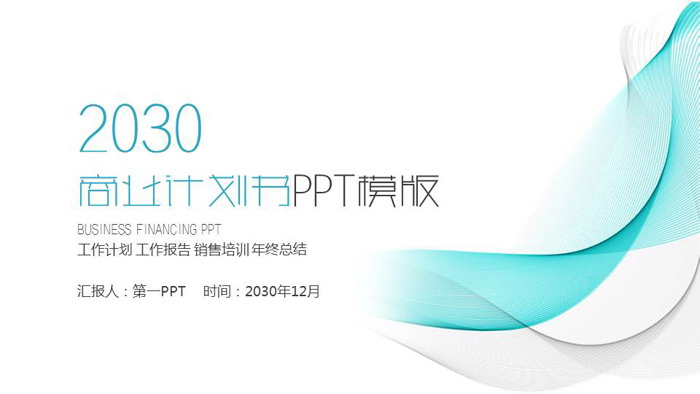 2030
商业计划书PPT模版
BUSINESS FINANCING PPT
工作计划 工作报告 销售培训 年终总结
汇报人：第一PPT 时间：2030年12月